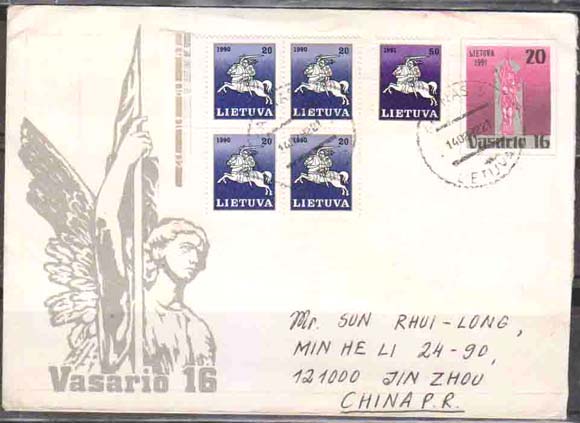 1990 20
LIETUVA
1990 20
LIETUVA
1991 50
LIETUVA
LIETUVA 20
1991
Vasario 16
1990 20
LIETUVA
1990 20
LIETUVA
LIETUVA
Vasario 16
Mr. SUN RHUI-LONG,
MIN HE LI 24-90,
121000 JIN ZHOU
CHINA P.R.